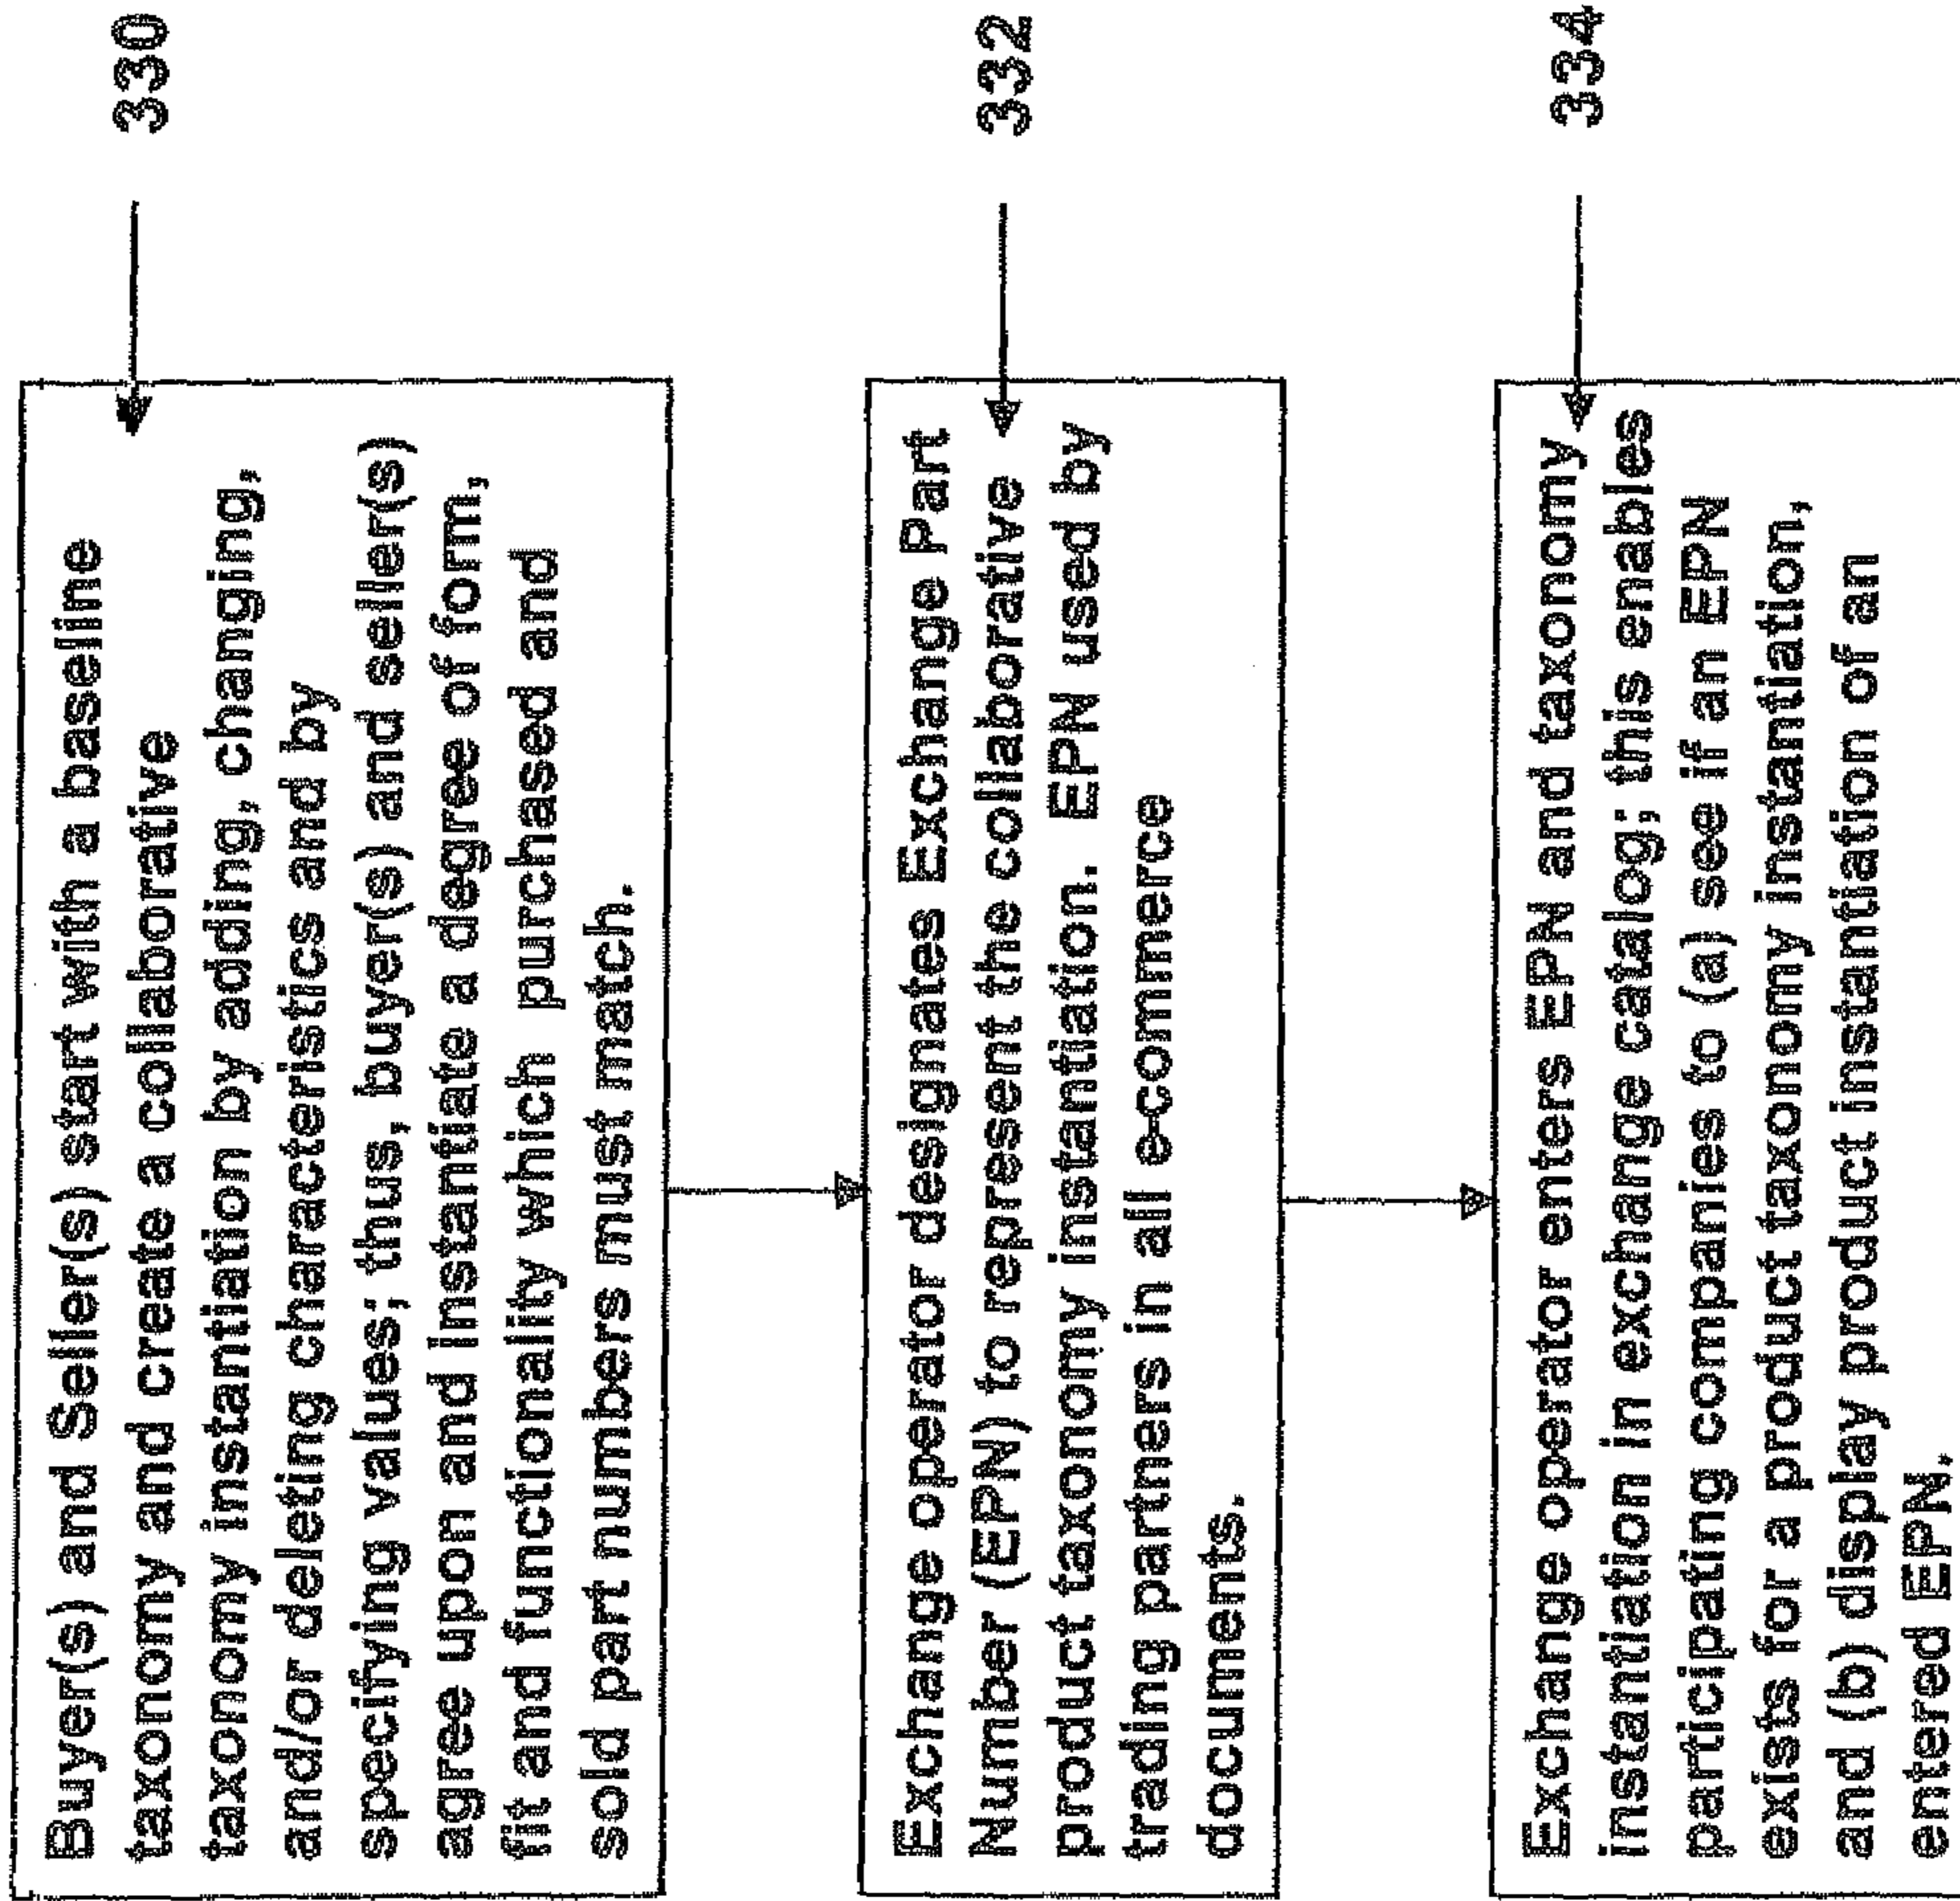 Buyer(s) and Seller(s) start with a baseline
taxonomy and create a collaborative
taxonomy instantiation by adding, changing,
and/or deleting characteristics and by
specifying values; thus, buyer(s) and seller(s)
agree upon and instantiate a degree of form,
fit and functionality which purchased and
sold part numbers must match.
330
Exchange operator designates Exchange Part
Number (EPN) to represent the collaborative
product taxonomy instantiation. EPN used by
trading partners in all e-commerce
documents.
332
Exchange operator enters EPN and taxonomy
instantiation in exchange catalog; this enables
participating companies to (a) see if an EPN
exists for a product taxonomy instantiation,
and (b) display product instantiation of an
entered EPN.
334